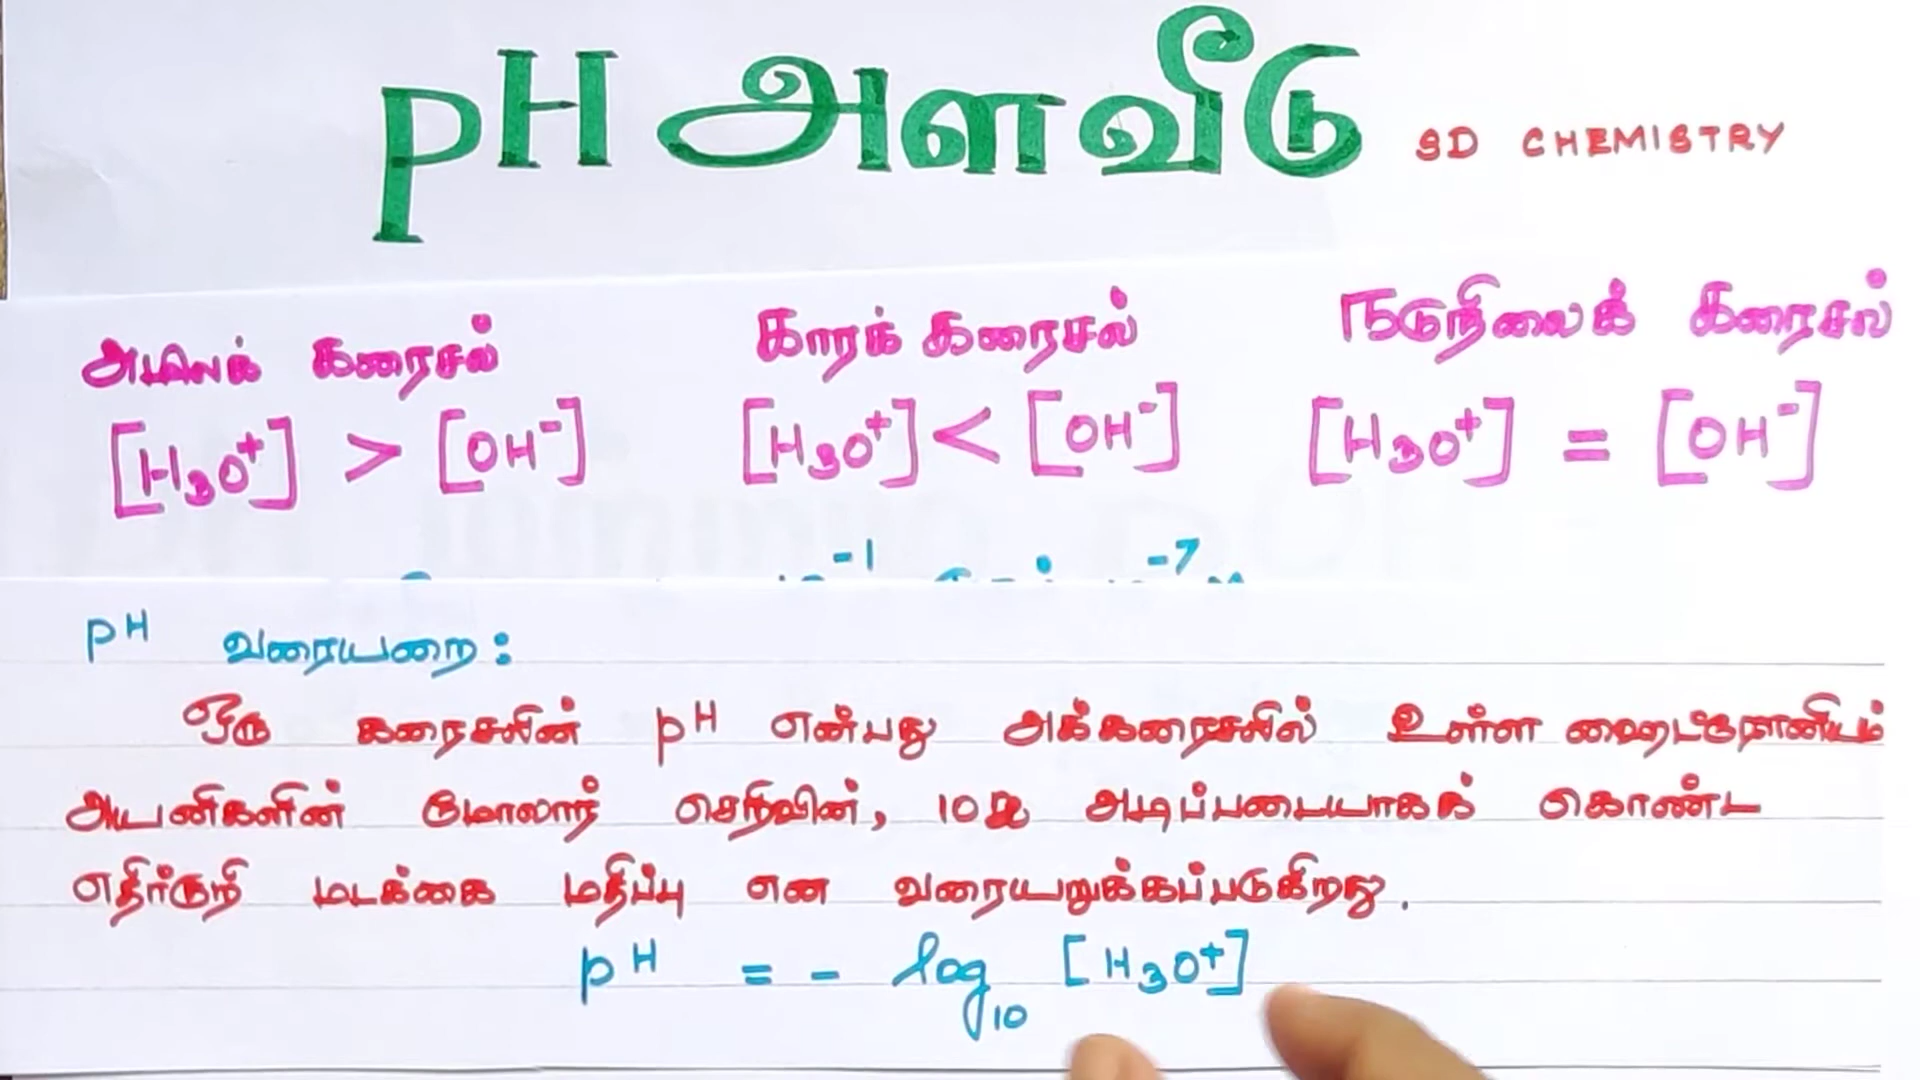 pH அளவீடு SD CHEMISTRY
அமிலக் கரைசல் காரக் கரைசல் நடுநிலைக் கரைசல்
[H₃O⁺] > [OH⁻] [H₃O⁺] < [OH⁻] [H₃O⁺] = [OH⁻]
-1 -7
pH வரையறை:
ஒரு கரைசலின் pH என்பது அக்கரைசலில் உள்ள ஹைட்ரோனியம்
அயனிகளின் மோலார் செறிவின், 10ஐ அடிப்படையாகக் கொண்ட
எதிர்குறி மடக்கை மதிப்பு என வரையறுக்கப்படுகிறது.
pH = - log₁₀ [H₃O⁺]